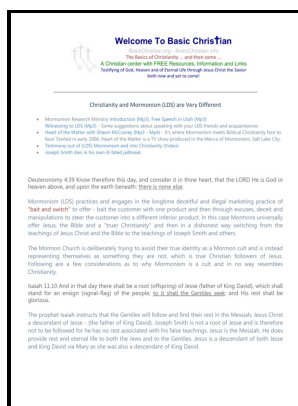 Welcome To Basic Chris✝ian
BasicChristian.org - BasicChristian.info
The Basics of Christianity ... and then some ...
A Christian center with FREE Resources, Information and Links
Testifying of God, Heaven and of Eternal Life through Jesus Christ the Savior
both now and yet to come!
Christianity and Mormonism (LDS) are Very Different
• Mormonism Research Ministry Introduction (Mp3), Free Speech in Utah (Mp3)
• Witnessing to LDS (Mp3) - Some suggestions about speaking with your LDS friends and acquaintances
• Heart of the Matter with Shawn McCraney (Mp3 - Mp4) - It's where Mormonism meets Biblical Christianity face to
face! Started in early 2006, Heart of the Matter is a TV show produced in the Mecca of Mormonism, Salt Lake City.
• Testimony out of (LDS) Mormonism and into Christianity (Video)
• Joseph Smith dies in his own ill-fated jailbreak
Deuteronomy 4:39 Know therefore this day, and consider it in thine heart, that the LORD He is God in
heaven above, and upon the earth beneath: there is none else.
Mormonism (LDS) practices and engages in the longtime deceitful and illegal marketing practice of
"bait and switch" to offer - bait the customer with one product and then through excuses, deceit and
manipulations to steer the customer into a different inferior product. In this case Mormons universally
offer Jesus, the Bible and a "true Christianity" and then in a dishonest way switching from the
teachings of Jesus Christ and the Bible to the teachings of Joseph Smith and others.
The Mormon Church is deliberately trying to avoid their true identity as a Mormon cult and is instead
representing themselves as something they are not, which is true Christian followers of Jesus.
Following are a few considerations as to why Mormonism is a cult and in no way resembles
Christianity.
Isaiah 11:10 And in that day there shall be a root (offspring) of Jesse (father of King David), which shall
stand for an ensign (signal-flag) of the people; to it shall the Gentiles seek: and His rest shall be
glorious.
The prophet Isaiah instructs that the Gentiles will follow and find their rest in the Messiah, Jesus Christ
a descendant of Jesse - (the father of King David). Joseph Smith is not a root of Jesse and is therefore
not to be followed for he has no rest associated with his false teachings. Jesus is the Messiah, He does
provide rest and eternal life to both the Jews and to the Gentiles. Jesus is a descendant of both Jesse
and King David via Mary as she was also a descendant of King David.